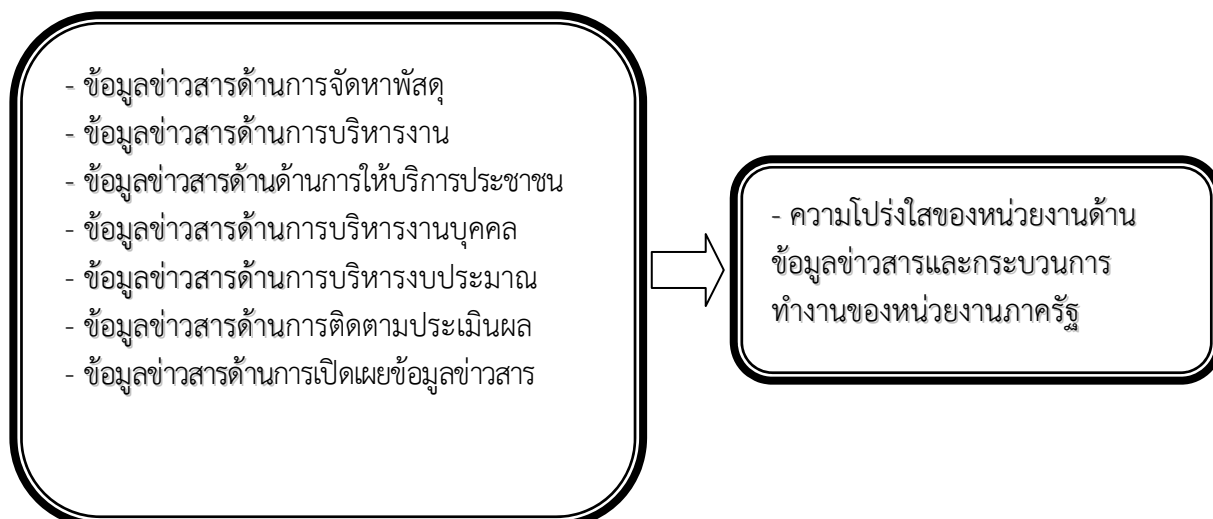 - ข้อมูลข่าวสารด้านการจัดหาพัสดุ
- ข้อมูลข่าวสารด้านการบริหารงาน
- ข้อมูลข่าวสารด้านด้านการให้บริการประชาชน
- ข้อมูลข่าวสารด้านการบริหารงานบุคคล
- ข้อมูลข่าวสารด้านการบริหารงบประมาณ
- ข้อมูลข่าวสารด้านการติดตามประเมินผล
- ข้อมูลข่าวสารด้านการเปิดเผยข้อมูลข่าวสาร
- ความโปร่งใสของหน่วยงานด้าน
ข้อมูลข่าวสารและกระบวนการ
ทำงานของหน่วยงานภาครัฐ